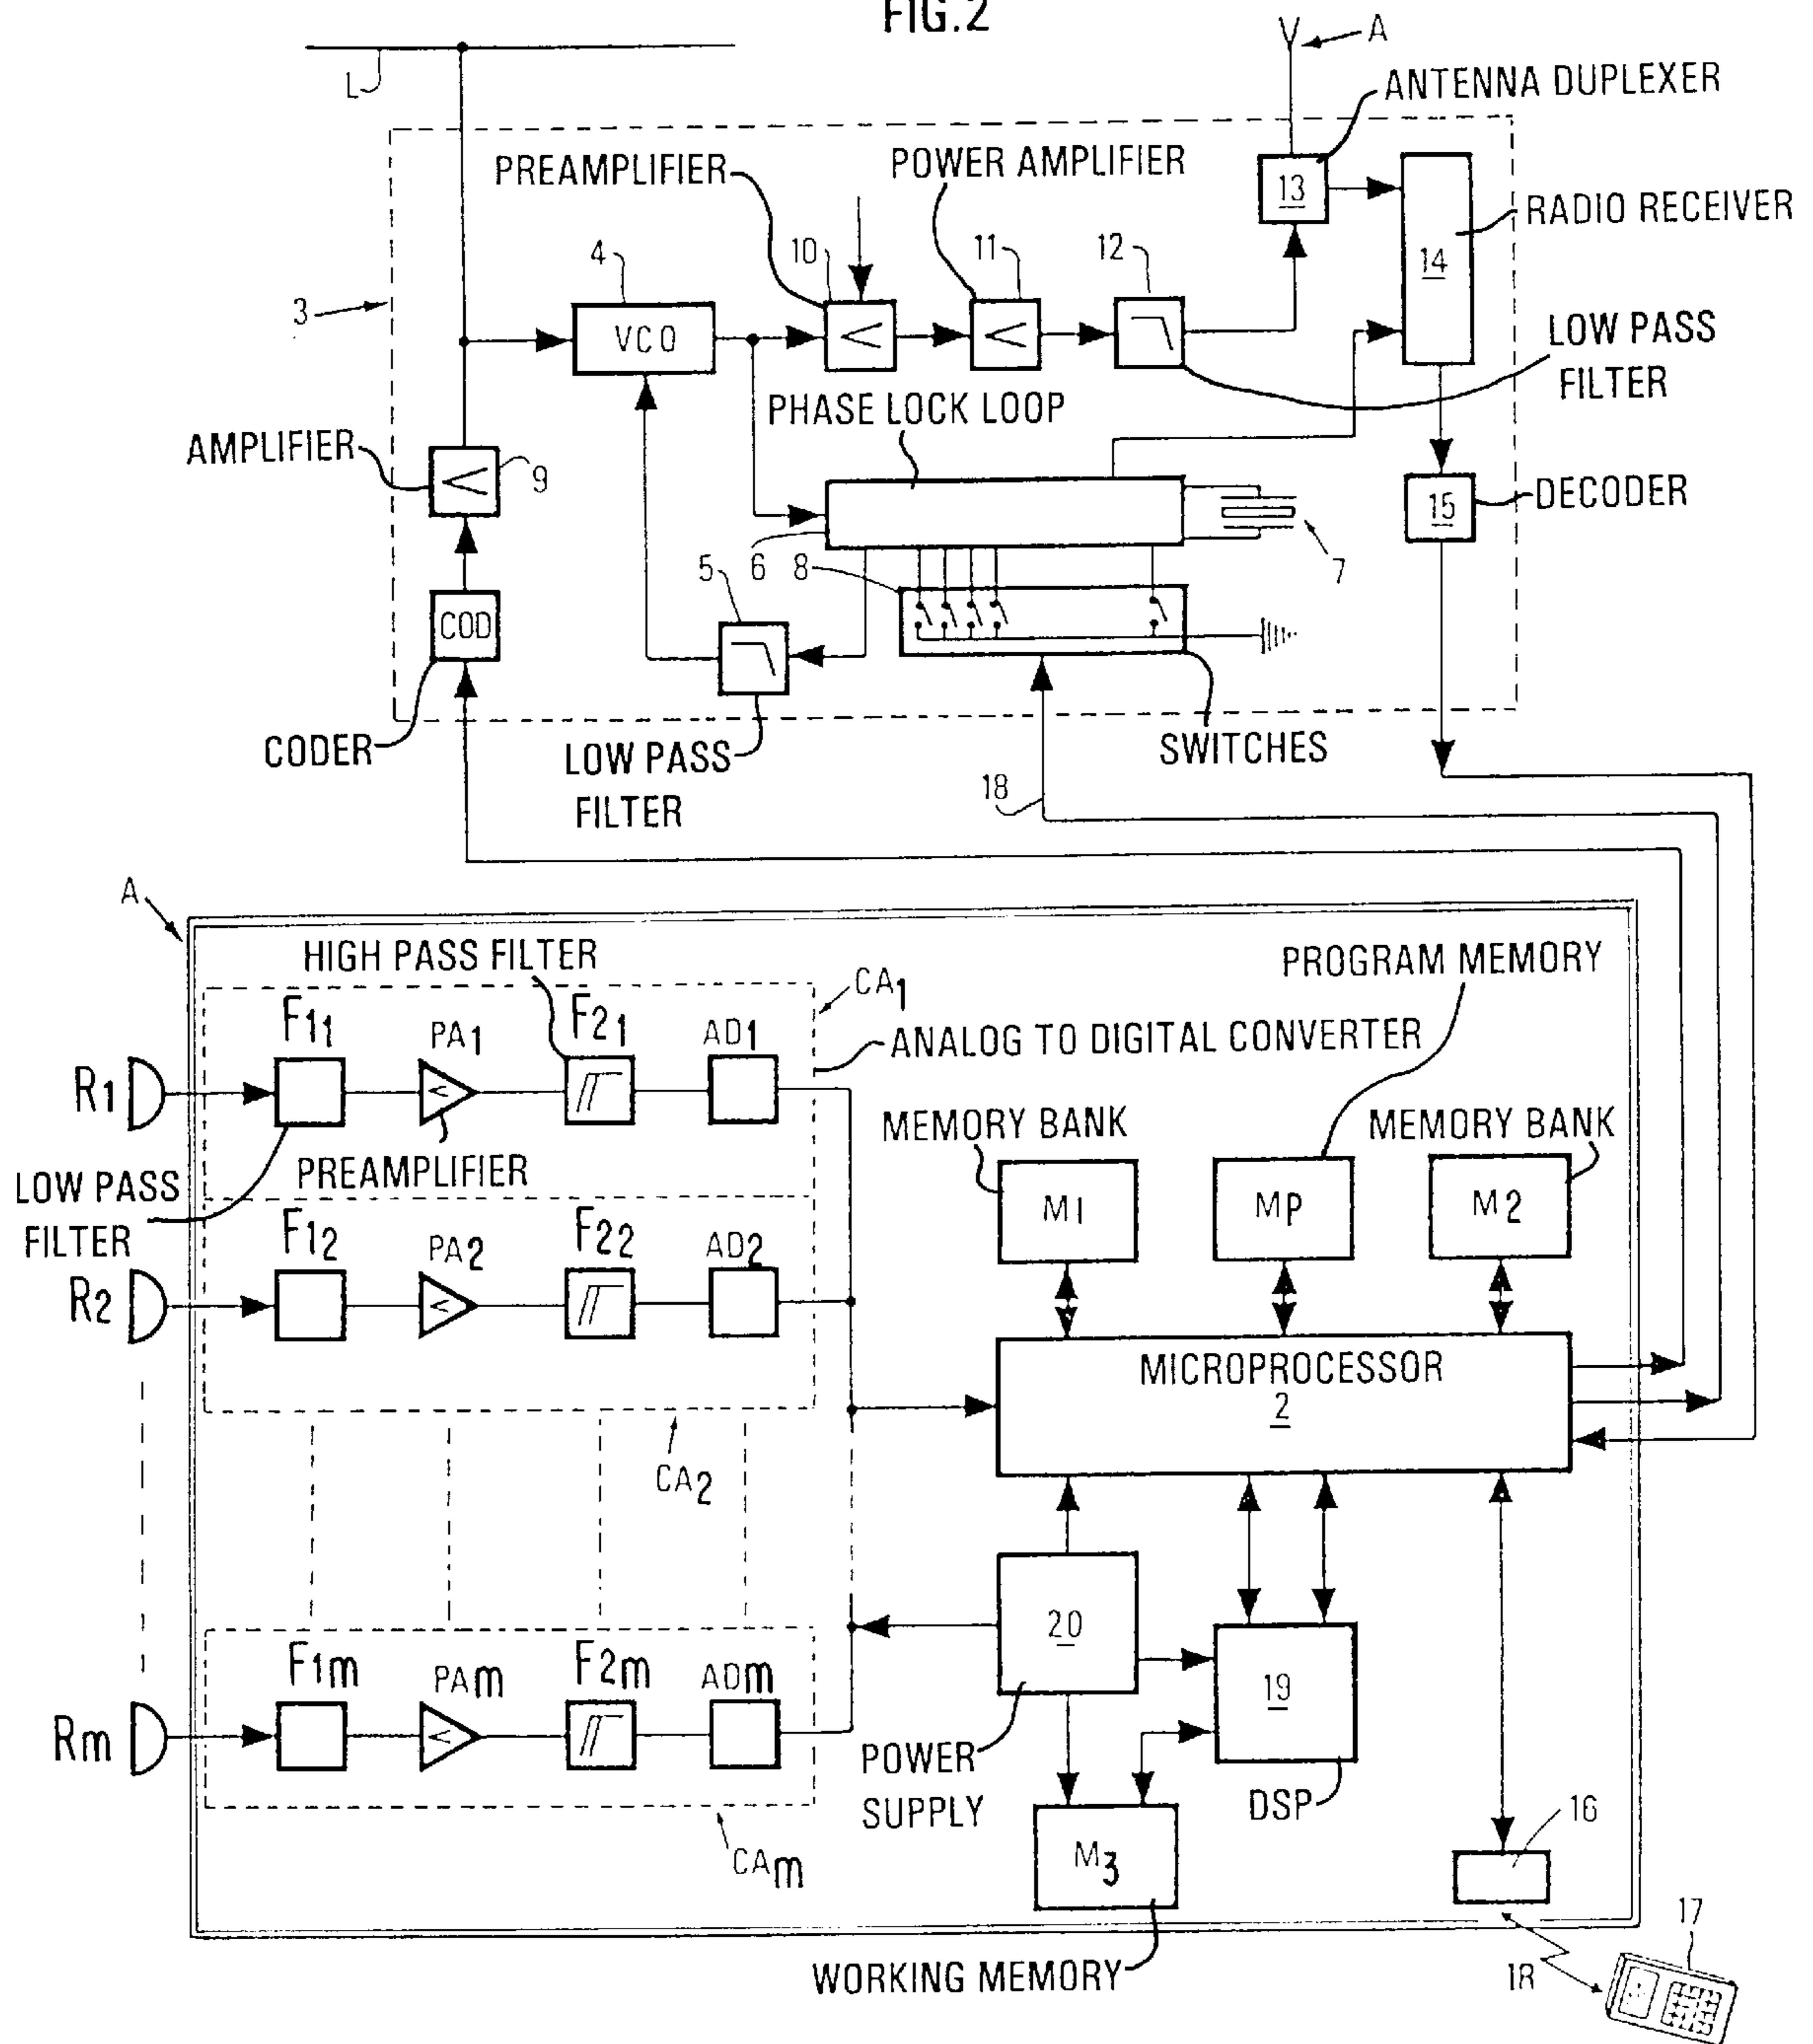 FIG.2
L
A
ANTENNA DUPLEXER
PREAMPLIFIER
POWER AMPLIFIER
13
RADIO RECEIVER
14
3
4
VCO
10
<
11
<
12
LOW PASS
FILTER
PHASE LOCK LOOP
AMPLIFIER
<
9
15
DECODER
5
6
8
7
COD
CODER
LOW PASS
FILTER
SWITCHES
18
A
HIGH PASS FILTER
PROGRAM MEMORY
CA1
ANALOG TO DIGITAL CONVERTER
F11
PA1
F21
AD1
R1
<
MEMORY BANK
MEMORY BANK
PREAMPLIFIER
LOW PASS
FILTER
M1
MP
M2
F12
PA2
F22
AD2
R2
<
MICROPROCESSOR
2
CA2
20
19
F1m
PAm
F2m
ADm
Rm
<
POWER
SUPPLY
DSP
16
CAm
M3
WORKING MEMORY
17
1R